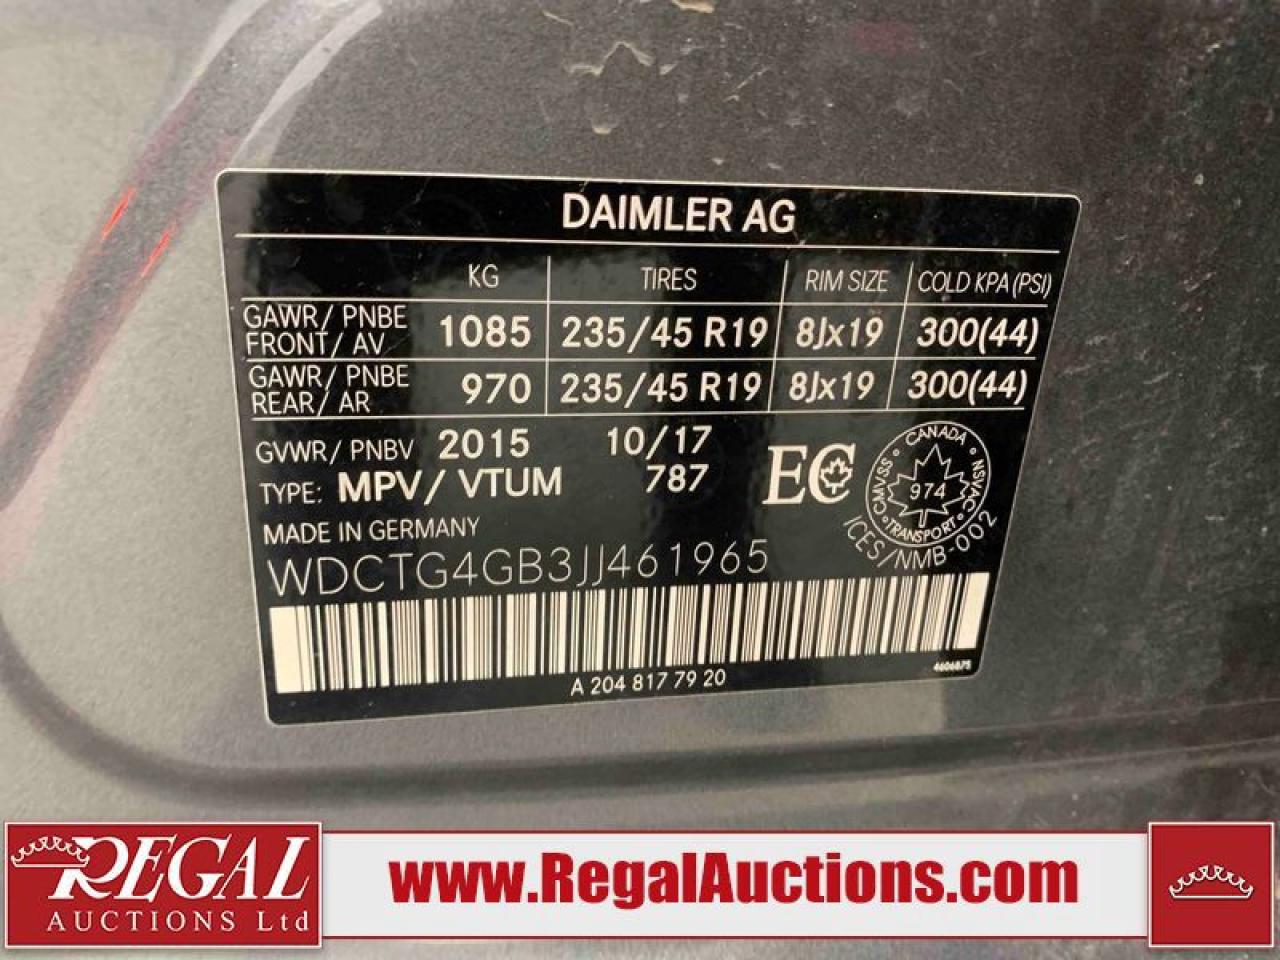 DAIMLER AG
KG TIRES RIM SIZE COLD KPA (PSI)
GAWR/ PNBE FRONT/ AV 1085 235/45 R19 8Jx19 300(44)
GAWR/ PNBE REAR/ AR 970 235/45 R19 8Jx19 300(44)
GVWR/ PNBV 2015 10/17
TYPE: MPV/ VTUM 787
EC
CANADA
CMVSS
NSVAC
974
TRANSPORT
ICES/NMB-002
MADE IN GERMANY
WDCTG4GB3JJ461965
A 204 817 79 20
4606875
REGAL
AUCTIONS Ltd
www.RegalAuctions.com